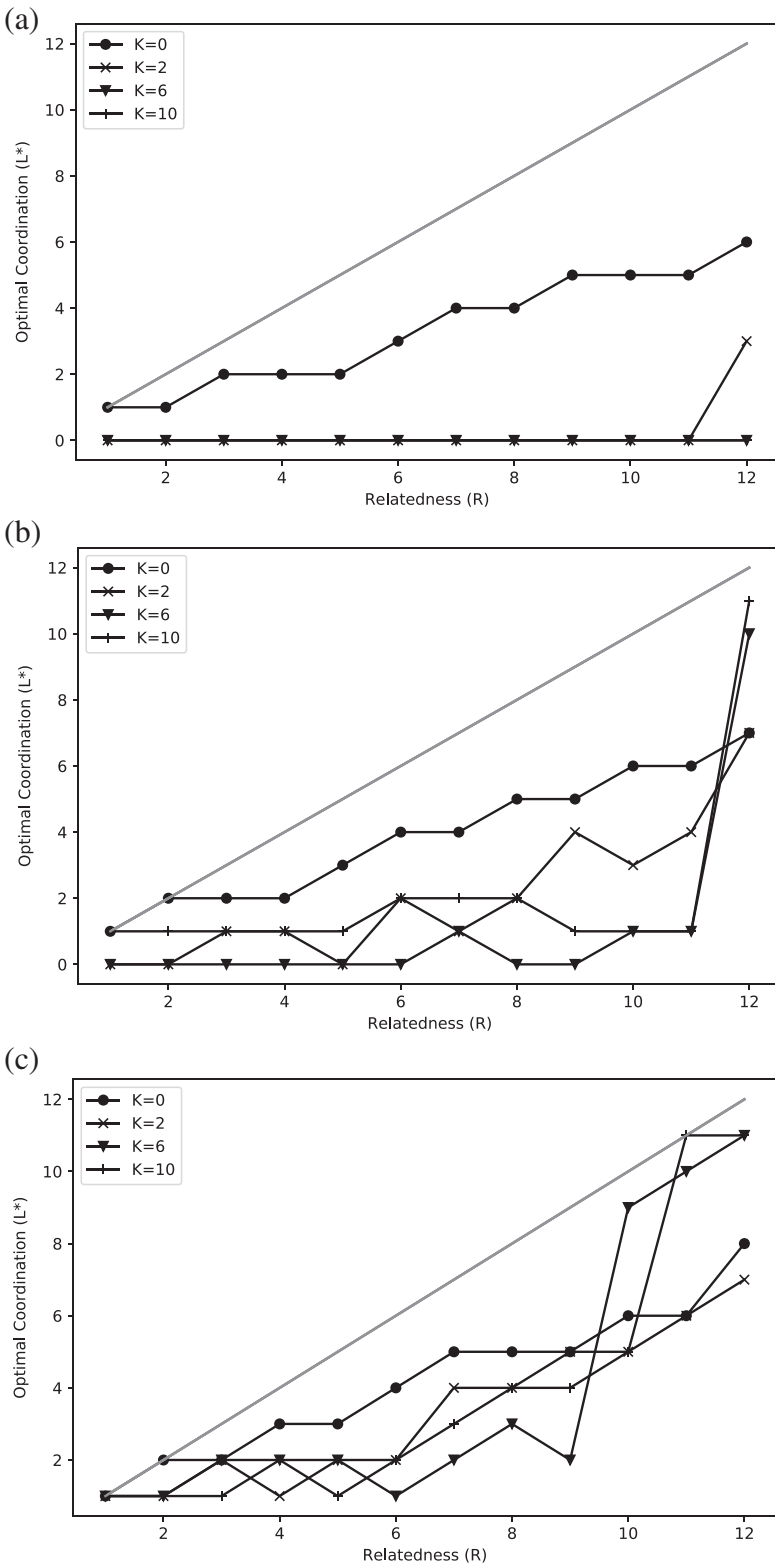 (a)
K=0
K=2
K=6
K=10
12
10
8
6
4
2
0
Optimal Coordination (L*)
2 4 6 8 10 12
Relatedness (R)
(b)
K=0
K=2
K=6
K=10
12
10
8
6
4
2
0
Optimal Coordination (L*)
2 4 6 8 10 12
Relatedness (R)
(c)
K=0
K=2
K=6
K=10
12
10
8
6
4
2
Optimal Coordination (L*)
2 4 6 8 10 12
Relatedness (R)